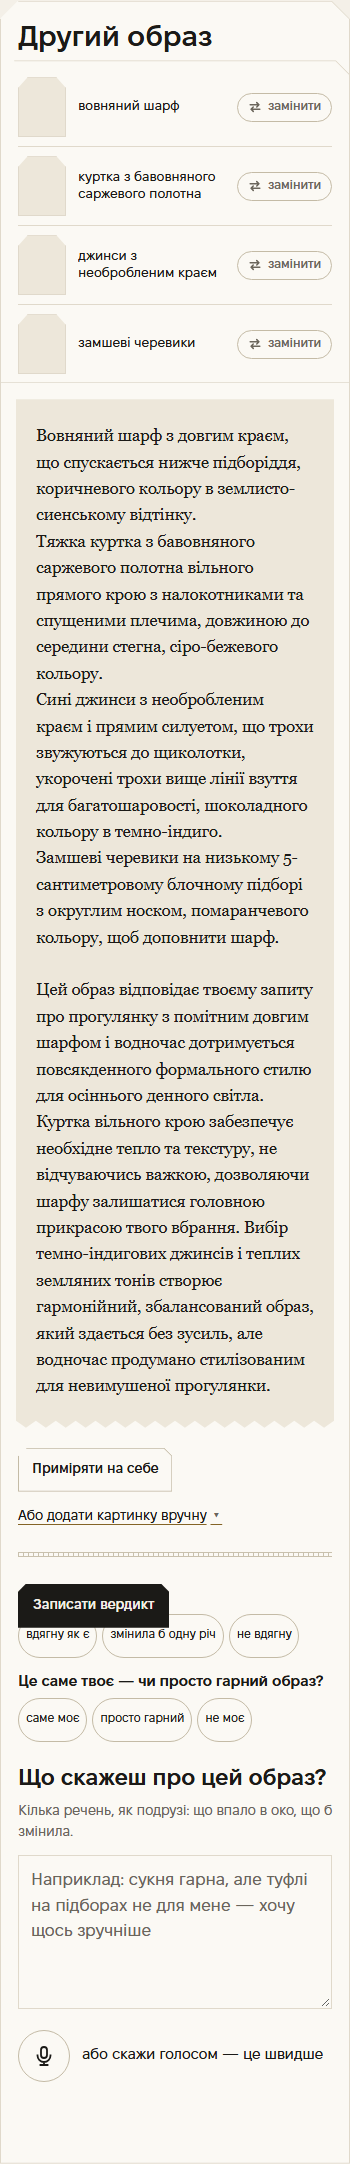 Другий образ
вовняний шарф
замінити
куртка з бавовняного
саржевого полотна
замінити
джинси з
необробленим краєм
замінити
замшеві черевики
замінити
Вовняний шарф з довгим краєм,
що спускається нижче підборіддя,
коричневого кольору в землисто-
сиенському відтінку.
Тяжка куртка з бавовняного
саржевого полотна вільного
прямого крою з налокотниками та
спущеними плечима, довжиною до
середини стегна, сіро-бежевого
кольору.
Сині джинси з необробленим
краєм і прямим силуетом, що трохи
звужуються до щиколотки,
укорочені трохи вище лінії взуття
для багатошаровості, шоколадного
кольору в темно-індиго.
Замшеві черевики на низькому 5-
сантиметровому блочному підборі
з округлим носком, помаранчевого
кольору, щоб доповнити шарф.
Цей образ відповідає твоєму запиту
про прогулянку з помітним довгим
шарфом і водночас дотримується
повсякденного формального стилю
для осіннього денного світла.
Куртка вільного крою забезпечує
необхідне тепло та текстуру, не
відчуваючись важкою, дозволяючи
шарфу залишатися головною
прикрасою твого вбрання. Вибір
темно-індигових джинсів і теплих
земляних тонів створює
гармонійний, збалансований образ,
який здається без зусиль, але
водночас продумано стилізованим
для невимушеної прогулянки.
Приміряти на себе
Або додати картинку вручну
Записати вердикт
вдягну як є
змінила б одну річ
не вдягну
Це саме твоє — чи просто гарний образ?
саме моє
просто гарний
не моє
Що скажеш про цей образ?
Кілька речень, як подрузі: що впало в око, що б
змінила.
Наприклад: сукня гарна, але туфлі
на підборах не для мене — хочу
щось зручніше
або скажи голосом — це швидше